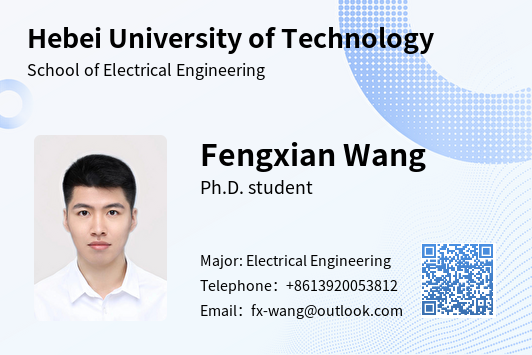 Hebei University of Technology
School of Electrical Engineering
Fengxian Wang
Ph.D. student
Major: Electrical Engineering
Telephone：+8613920053812
Email：fx-wang@outlook.com